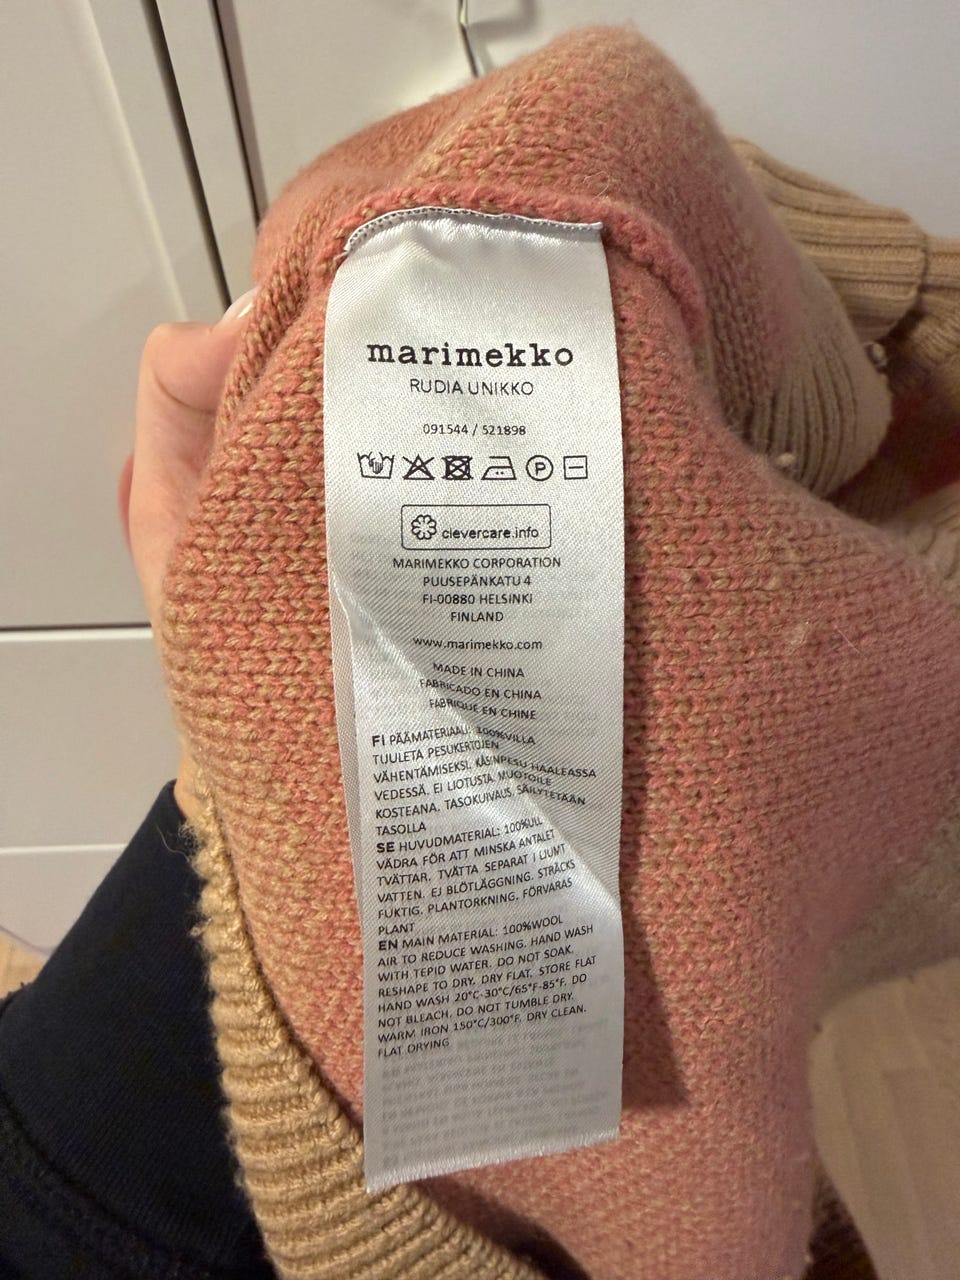 marimekko
RUDIA UNIKKO
091544 / 521898
P
clevercare.info
MARIMEKKO CORPORATION
PUUSEPÄNKATU 4
FI-00880 HELSINKI
FINLAND
www.marimekko.com
MADE IN CHINA
FABRICADO EN CHINA
FABRIQUE EN CHINE
FI PÄÄMATERIAALI: 100%VILLA
TUULETA PESUKERTOJEN
VÄHENTÄMISEKSI. KÄSINPESU HAALEASSA
VEDESSÄ. EI LIOTUSTA. MUOTOILE
KOSTEANA. TASOKUIVAUS. SÄILYTETÄÄN
TASOLLA
SE HUVUDMATERIAL: 100%ULL
VÄDRA FÖR ATT MINSKA ANTALET
TVÄTTAR. TVÄTTA SEPARAT I LJUMT
VATTEN. EJ BLÖTLÄGGNING. STRÄCKS
FUKTIG. PLANTORKNING. FÖRVARAS
PLANT
EN MAIN MATERIAL: 100%WOOL
AIR TO REDUCE WASHING. HAND WASH
WITH TEPID WATER. DO NOT SOAK.
RESHAPE TO DRY. DRY FLAT. STORE FLAT
HAND WASH 20°C-30°C/65°F-85°F. DO
NOT BLEACH. DO NOT TUMBLE DRY.
WARM IRON 150°C/300°F. DRY CLEAN.
FLAT DRYING